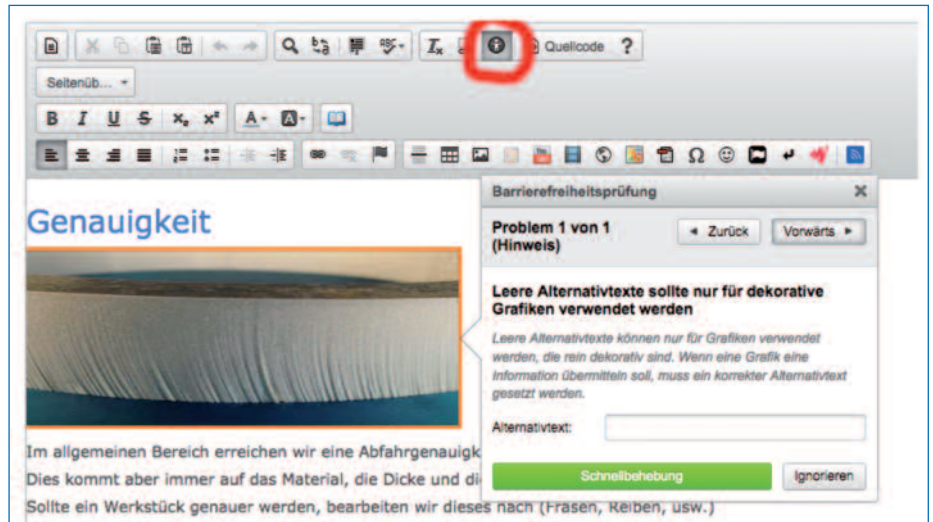 Quellcode ?
Seitenüb...
B I U S x₂ x² A A
Ω
Barrierefreiheitsprüfung
Genauigkeit
Problem 1 von 1
(Hinweis)
Zurück
Vorwärts
Leere Alternativtexte sollte nur für dekorative
Grafiken verwendet werden
Leere Alternativtexte können nur für Grafiken verwendet
werden, die rein dekorativ sind. Wenn eine Grafik eine
Information übermitteln soll, muss ein korrekter Alternativtext
gesetzt werden.
Alternativtext:
Schnellbehebung
Ignorieren
Im allgemeinen Bereich erreichen wir eine Abfahrgenauigk
Dies kommt aber immer auf das Material, die Dicke und di
Sollte ein Werkstück genauer werden, bearbeiten wir dieses nach (Fräsen, Reiben, usw.)